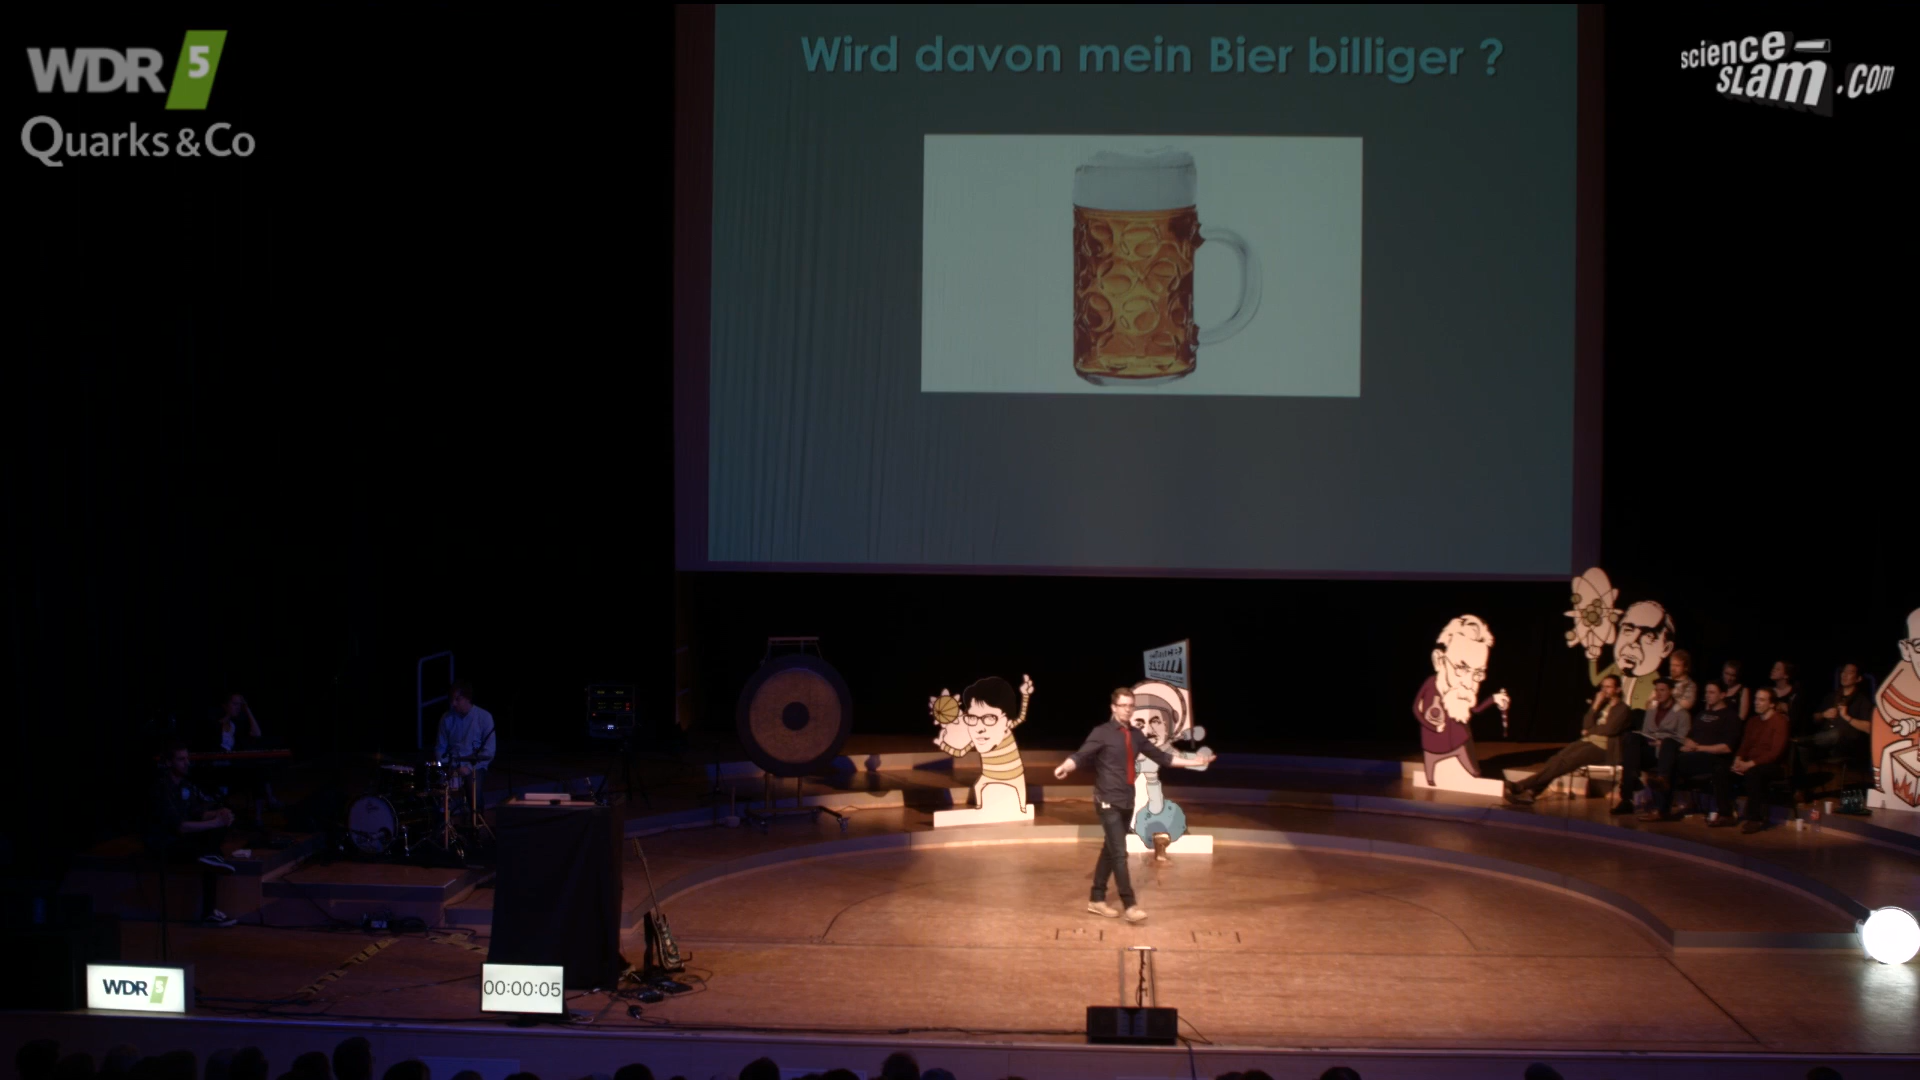 WDR 5
Quarks & Co
Wird davon mein Bier billiger ?
science
slam.com
WDR 5
00:00:05